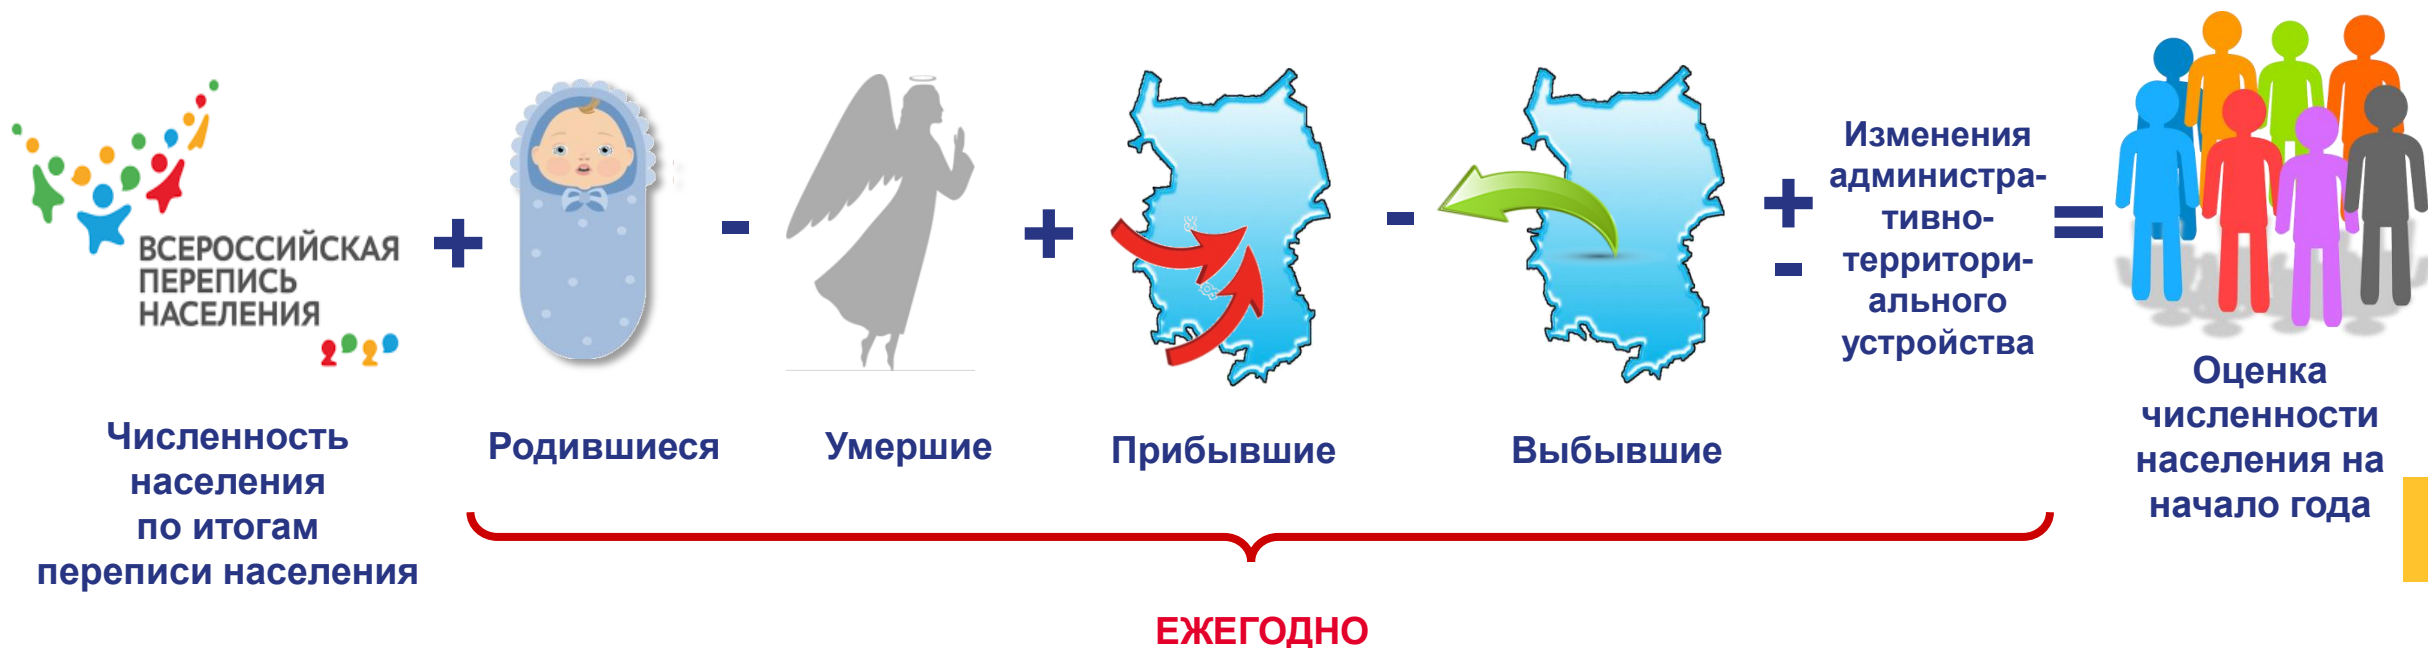 ВСЕРОССИЙСКАЯ
ПЕРЕПИСЬ
НАСЕЛЕНИЯ
Численность
населения
по итогам
переписи населения
+
Родившиеся
-
Умершие
+
Прибывшие
-
Выбывшие
+
-
Изменения
администра-
тивно-
территори-
ального
устройства
=
Оценка
численности
населения на
начало года
ЕЖЕГОДНО